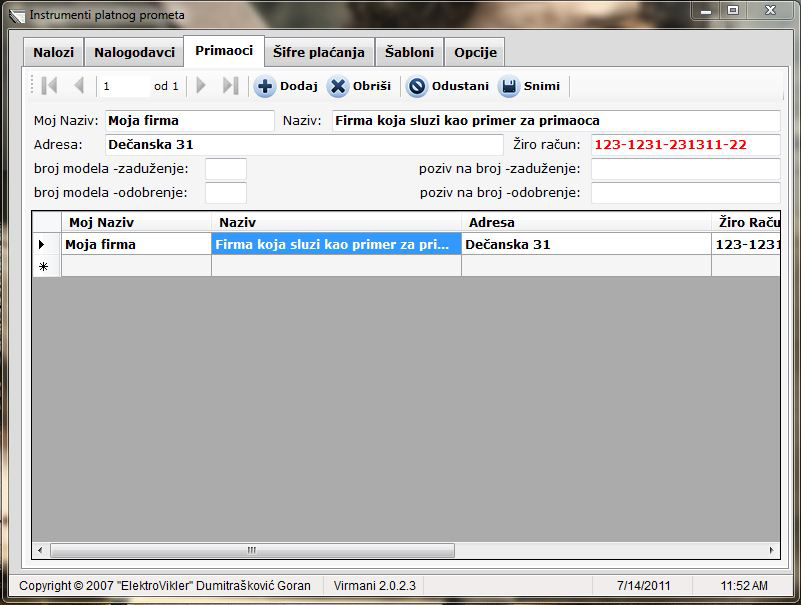 Instrumenti platnog prometa
Nalozi Nalogodavci Primaoci Šifre plaćanja Šabloni Opcije
1 od 1 Dodaj Obriši Odustani Snimi
Moj Naziv: Moja firma Naziv: Firma koja sluzi kao primer za primaoca
Adresa: Dečanska 31 Žiro račun: 123-1231-231311-22
broj modela -zaduženje: poziv na broj -zaduženje:
broj modela -odobrenje: poziv na broj -odobrenje:
Moj Naziv Naziv Adresa Žiro Raču
Moja firma Firma koja sluzi kao primer za pri... Dečanska 31 123-1231
Copyright © 2007 "ElektroVikler" Dumitrašković Goran Virmani 2.0.2.3 7/14/2011 11:52 AM